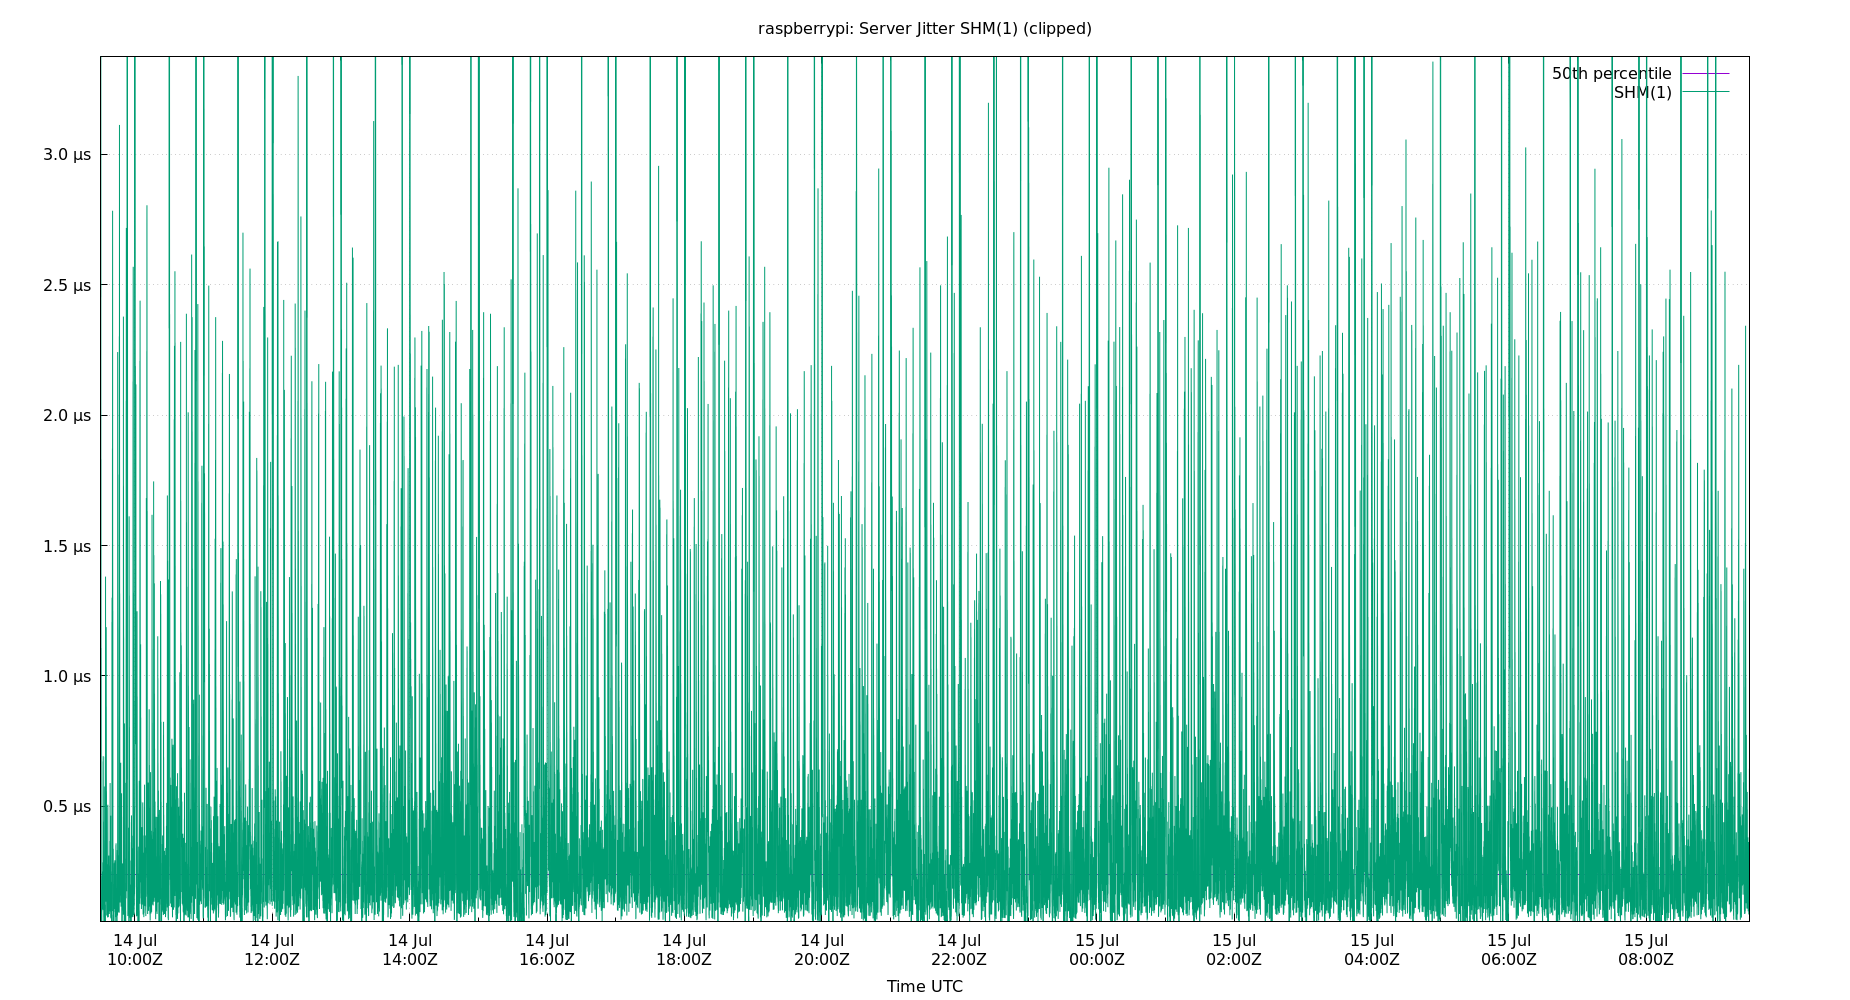 raspberrypi: Server Jitter SHM(1) (clipped)
50th percentile
SHM(1)
3.0 µs
2.5 µs
2.0 µs
1.5 µs
1.0 µs
0.5 µs
14 Jul 14 Jul 14 Jul 14 Jul 14 Jul 14 Jul 14 Jul 15 Jul 15 Jul 15 Jul 15 Jul 15 Jul
10:00Z 12:00Z 14:00Z 16:00Z 18:00Z 20:00Z 22:00Z 00:00Z 02:00Z 04:00Z 06:00Z 08:00Z
Time UTC